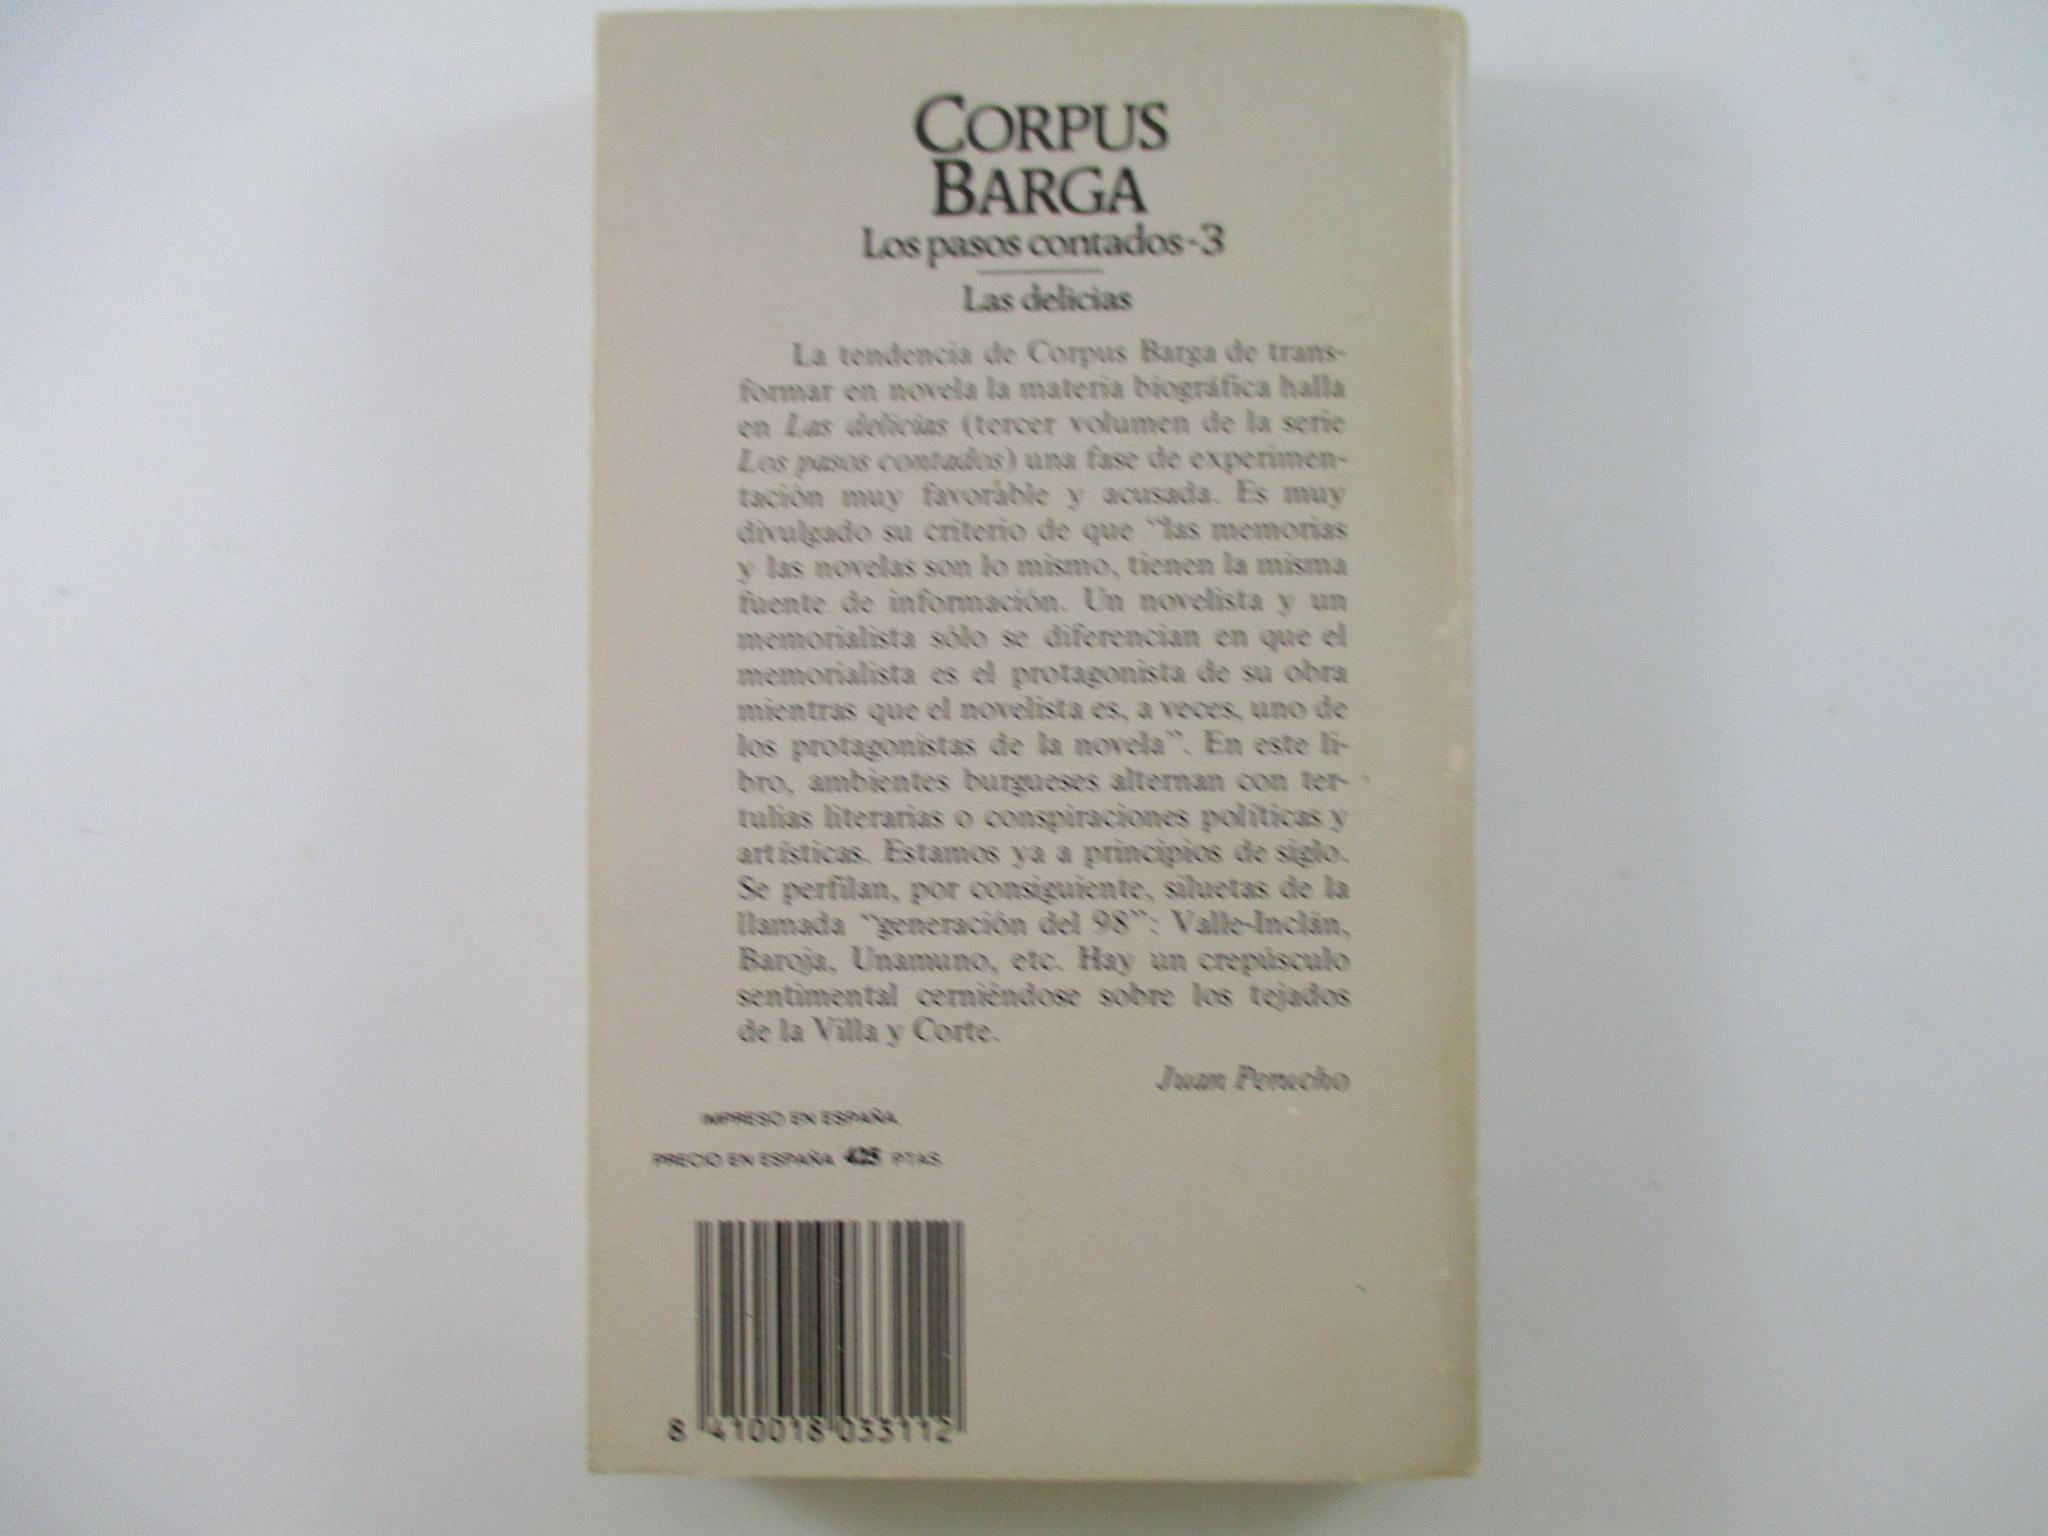 CORPUS
BARGA
Los pasos contados-3
Las delicias
La tendencia de Corpus Barga de trans-
formar en novela la materia biográfica halla
en Las delicias (tercer volumen de la serie
Los pasos contados) una fase de experimen-
tación muy favorable y acusada. Es muy
divulgado su criterio de que “las memorias
y las novelas son lo mismo, tienen la misma
fuente de información. Un novelista y un
memorialista sólo se diferencian en que el
memorialista es el protagonista de su obra
mientras que el novelista es, a veces, uno de
los protagonistas de la novela”. En este li-
bro, ambientes burgueses alternan con ter-
tulias literarias o conspiraciones políticas y
artísticas. Estamos ya a principios de siglo.
Se perfilan, por consiguiente, siluetas de la
llamada “generación del 98”: Valle-Inclán,
Baroja, Unamuno, etc. Hay un crepúsculo
sentimental cerniéndose sobre los tejados
de la Villa y Corte.
Juan Perucho
IMPRESO EN ESPAÑA
PRECIO EN ESPAÑA 425 PTAS
8 410018 033112